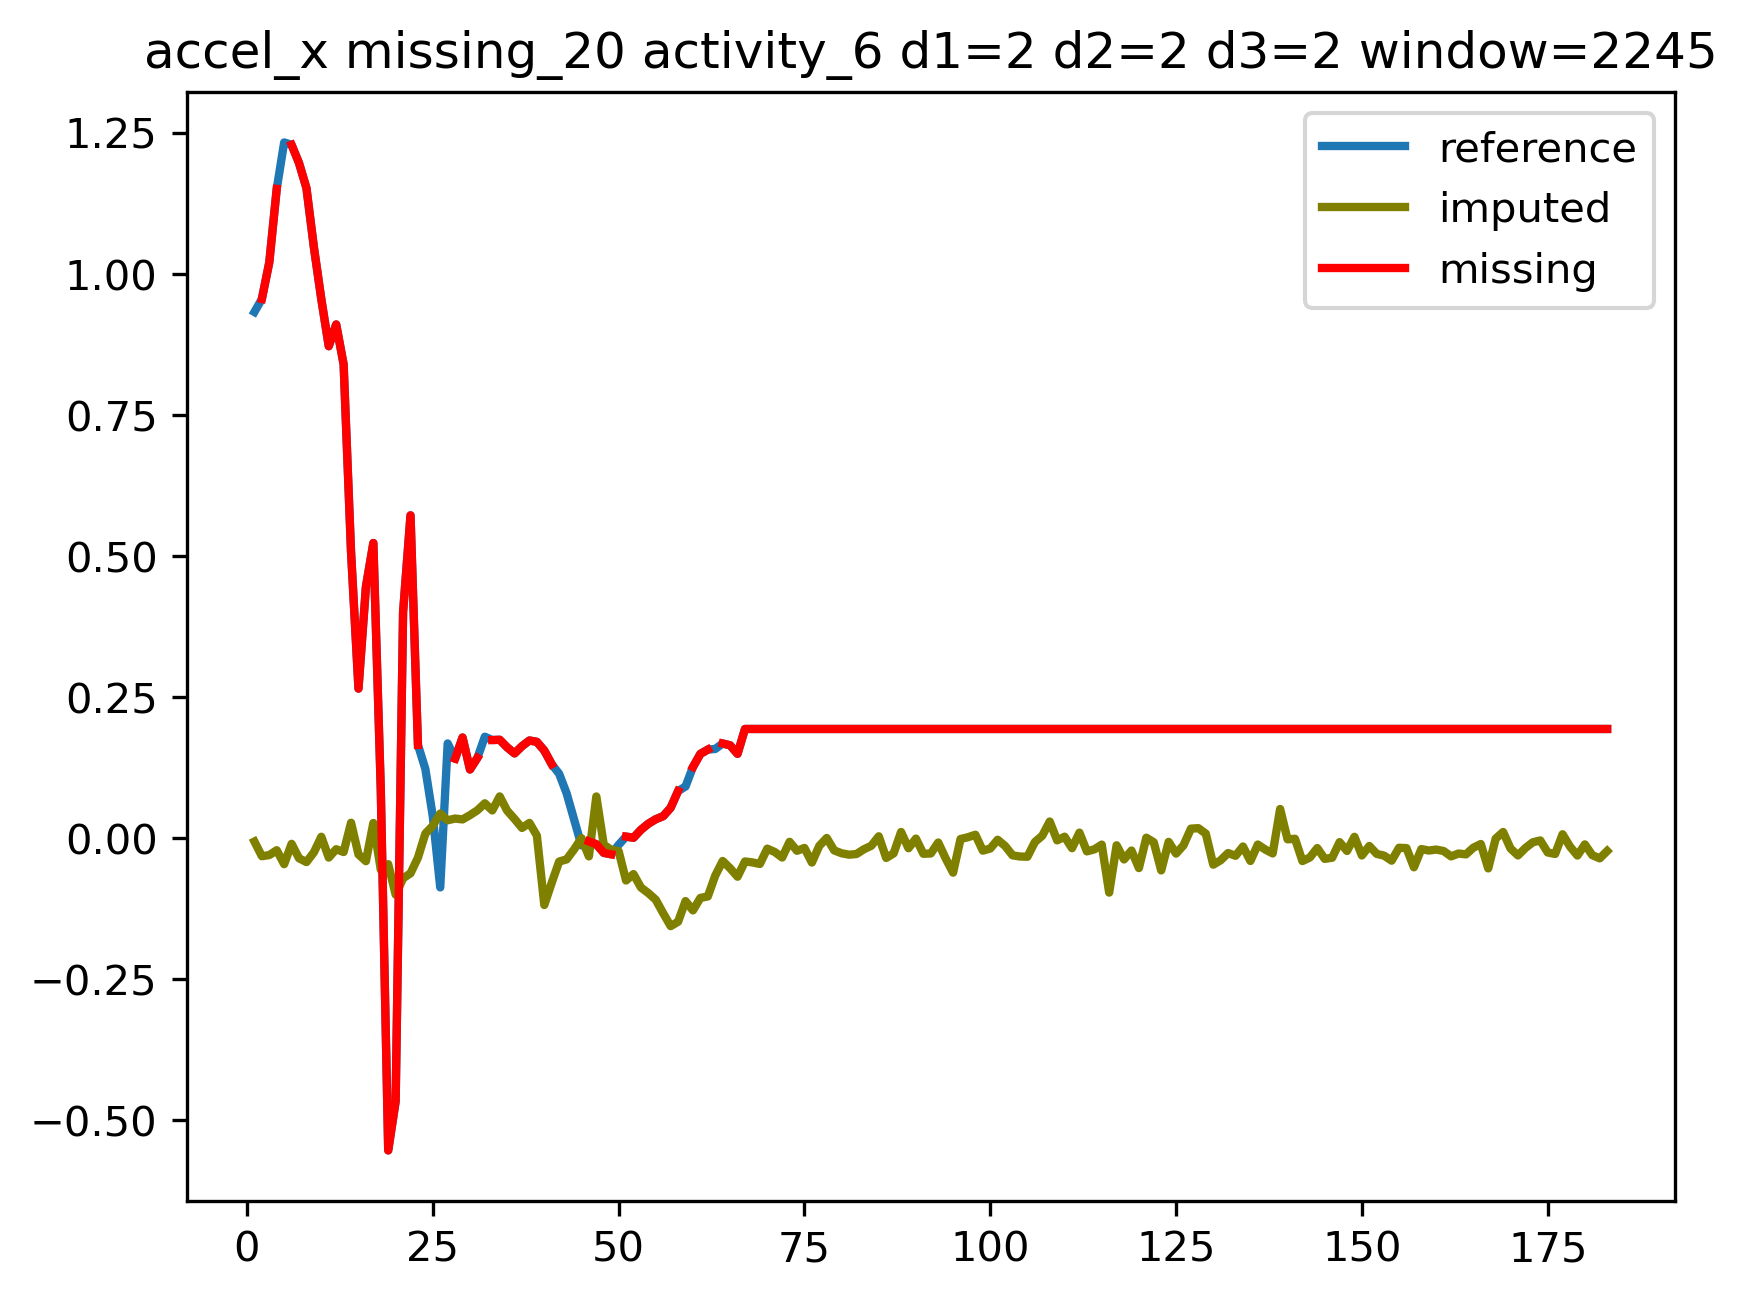 accel_x missing_20 activity_6 d1=2 d2=2 d3=2 window=2245
reference
imputed
missing
1.25
1.00
0.75
0.50
0.25
0.00
−0.25
−0.50
0 25 50 75 100 125 150 175